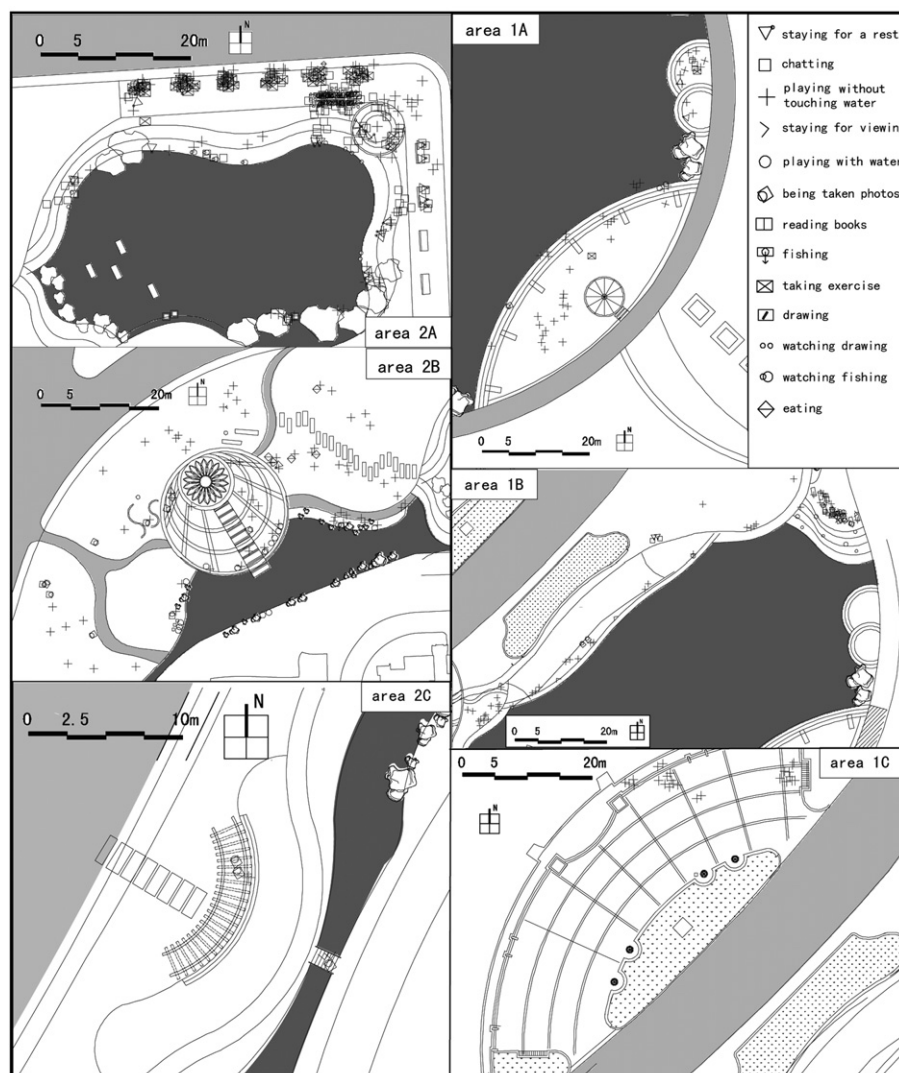 0 5 20m
N
area 2A
area 2B
0 5 20m
N
area 2C
0 2.5 10m
N
area 1A
0 5 20m
N
area 1B
0 5 20m
N
area 1C
0 5 20m
N
staying for a rest
chatting
playing without
touching water
staying for viewing
playing with water
being taken photos
reading books
fishing
taking exercise
drawing
watching drawing
watching fishing
eating